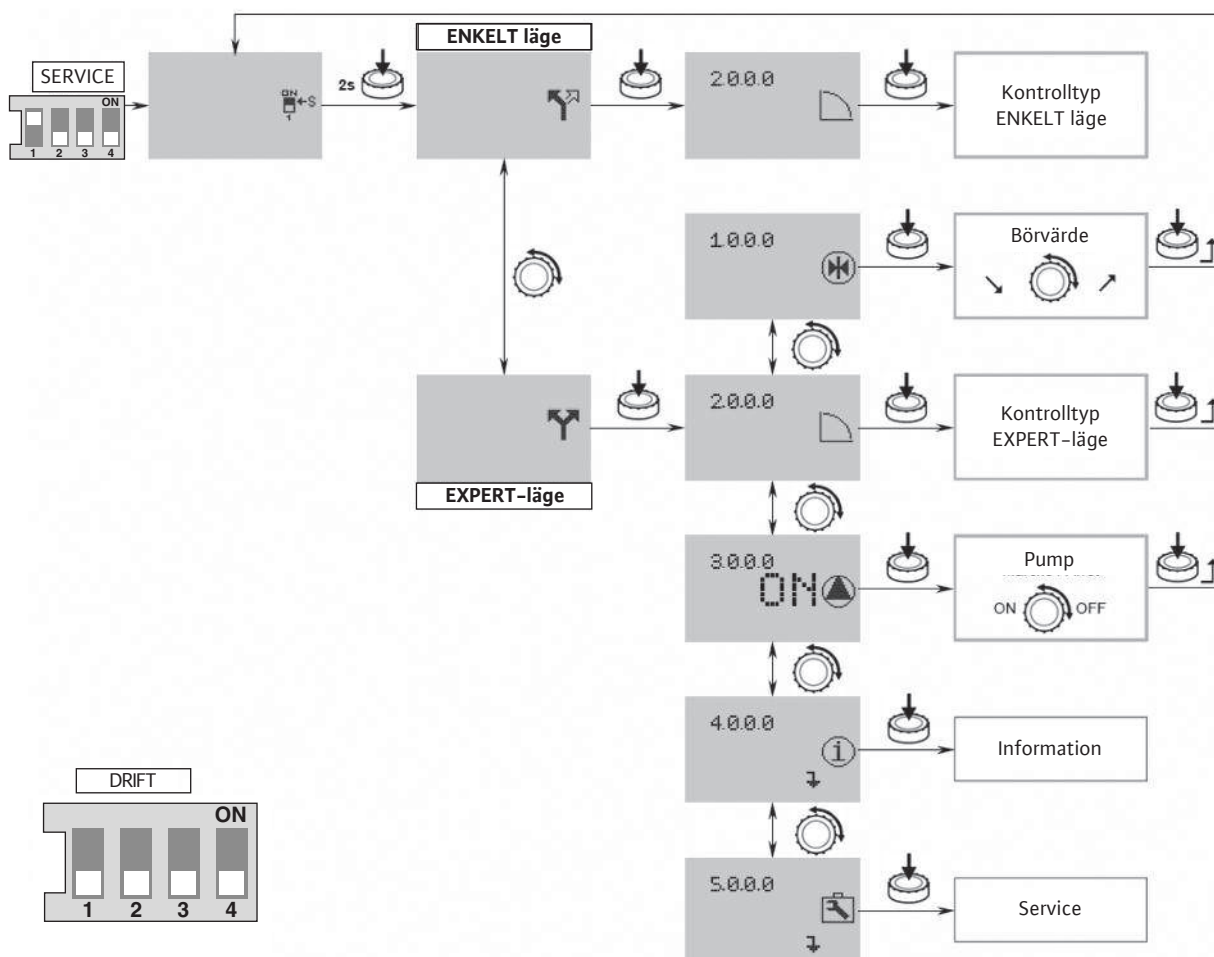 ENKELT läge
SERVICE
ON
1 2 3 4
ON
S
1
2s
2.0.0.0
Kontrolltyp
ENKELT läge
1.0.0.0
Börvärde
2.0.0.0
Kontrolltyp
EXPERT-läge
EXPERT-läge
3.0.0.0
ON
Pump
ON OFF
4.0.0.0
i
Information
DRIFT
ON
1 2 3 4
5.0.0.0
Service